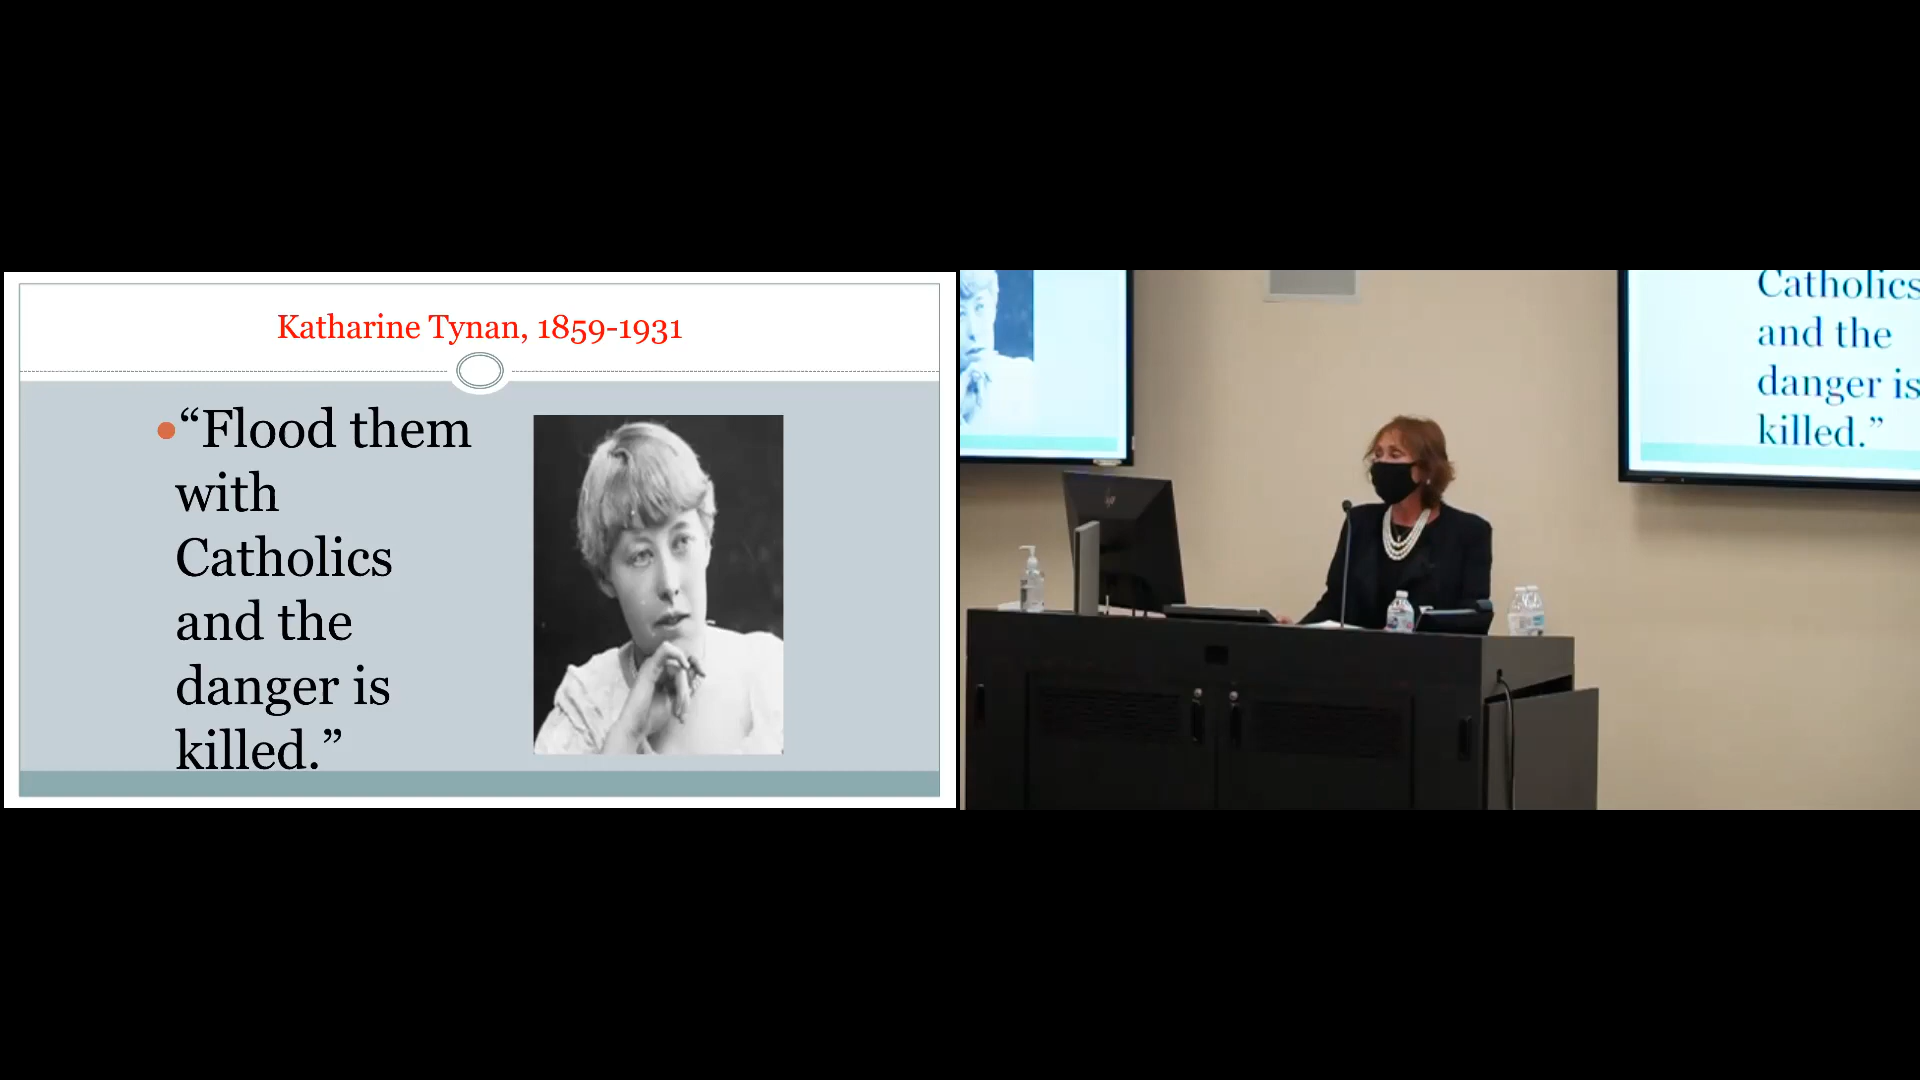 Katharine Tynan, 1859-1931
“Flood them
with
Catholics
and the
danger is
killed.”
Catholics
and the
danger is
killed.”
hp